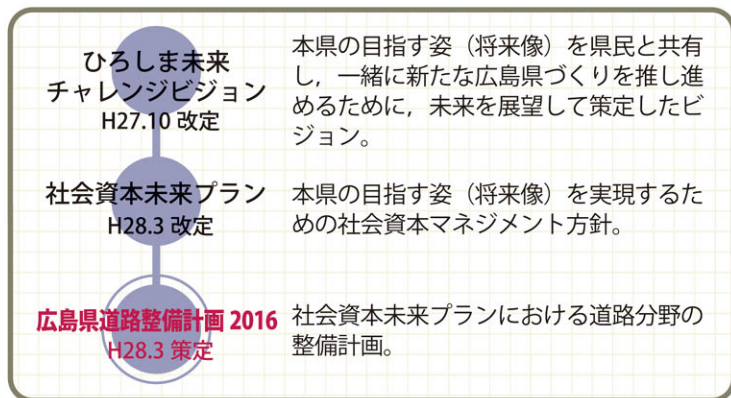 ひろしま未来
チャレンジビジョン
H27.10 改定
本県の目指す姿（将来像）を県民と共有
し，一緒に新たな広島県づくりを推し進
めるために，未来を展望して策定したビ
ジョン。
社会資本未来プラン
H28.3 改定
本県の目指す姿（将来像）を実現するた
めの社会資本マネジメント方針。
広島県道路整備計画 2016
H28.3 策定
社会資本未来プランにおける道路分野の
整備計画。